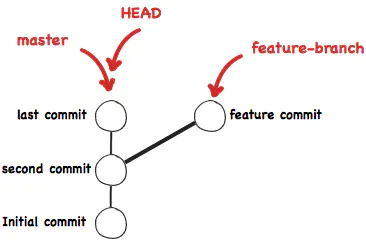 HEAD
master
feature-branch
last commit
feature commit
second commit
Initial commit